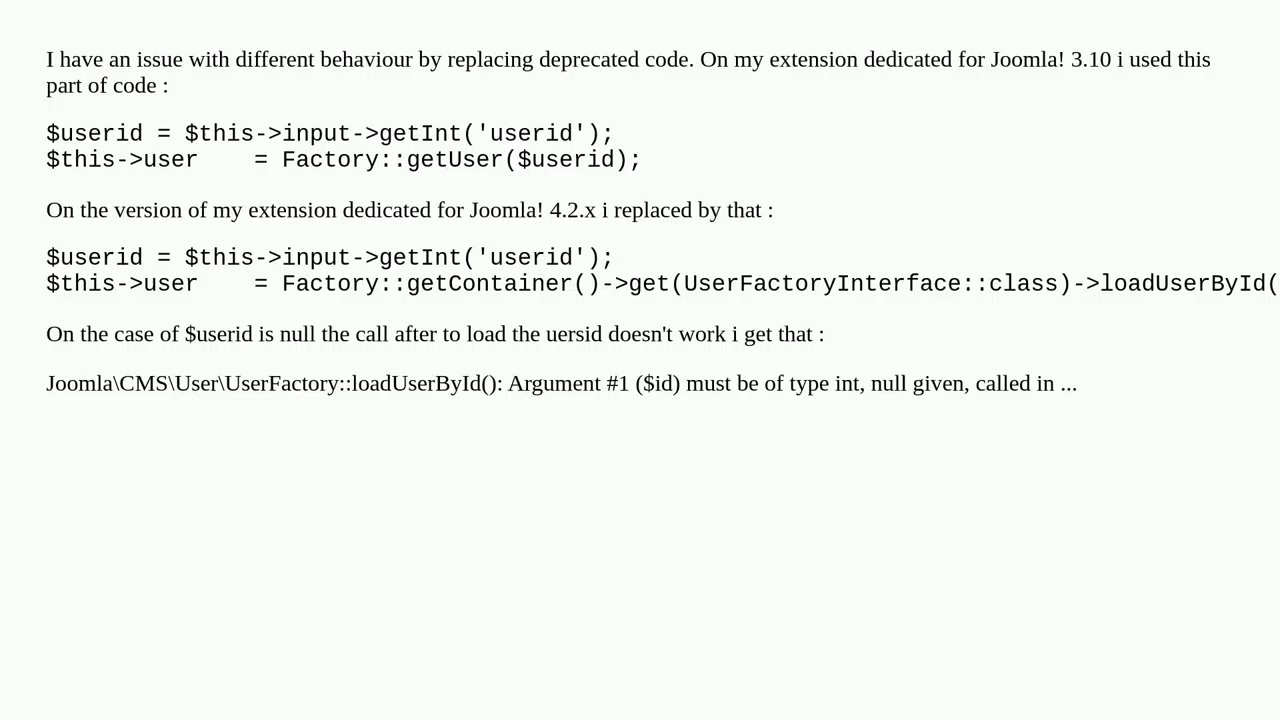 I have an issue with different behaviour by replacing deprecated code. On my extension dedicated for Joomla! 3.10 i used this
part of code :
$userid = $this->input->getInt('userid');
$this->user    = Factory::getUser($userid);
On the version of my extension dedicated for Joomla! 4.2.x i replaced by that :
$userid = $this->input->getInt('userid');
$this->user    = Factory::getContainer()->get(UserFactoryInterface::class)->loadUserById(
On the case of $userid is null the call after to load the uersid doesn't work i get that :
Joomla\CMS\User\UserFactory::loadUserById(): Argument #1 ($id) must be of type int, null given, called in ...